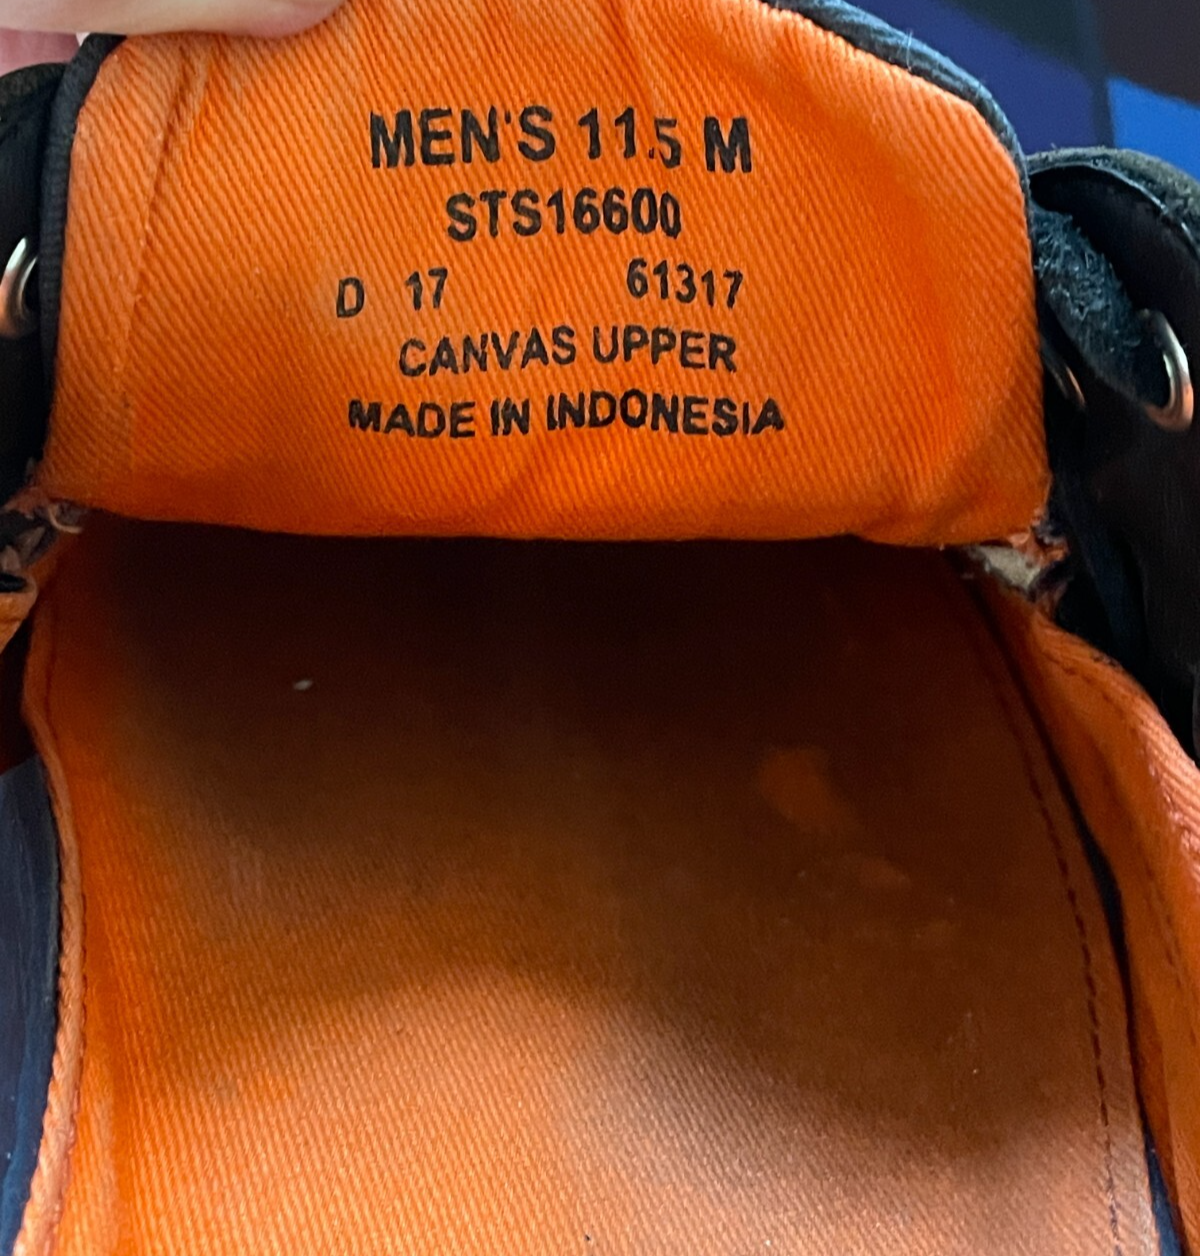 MEN'S 11.5 M
STS16600
D 17 61317
CANVAS UPPER
MADE IN INDONESIA